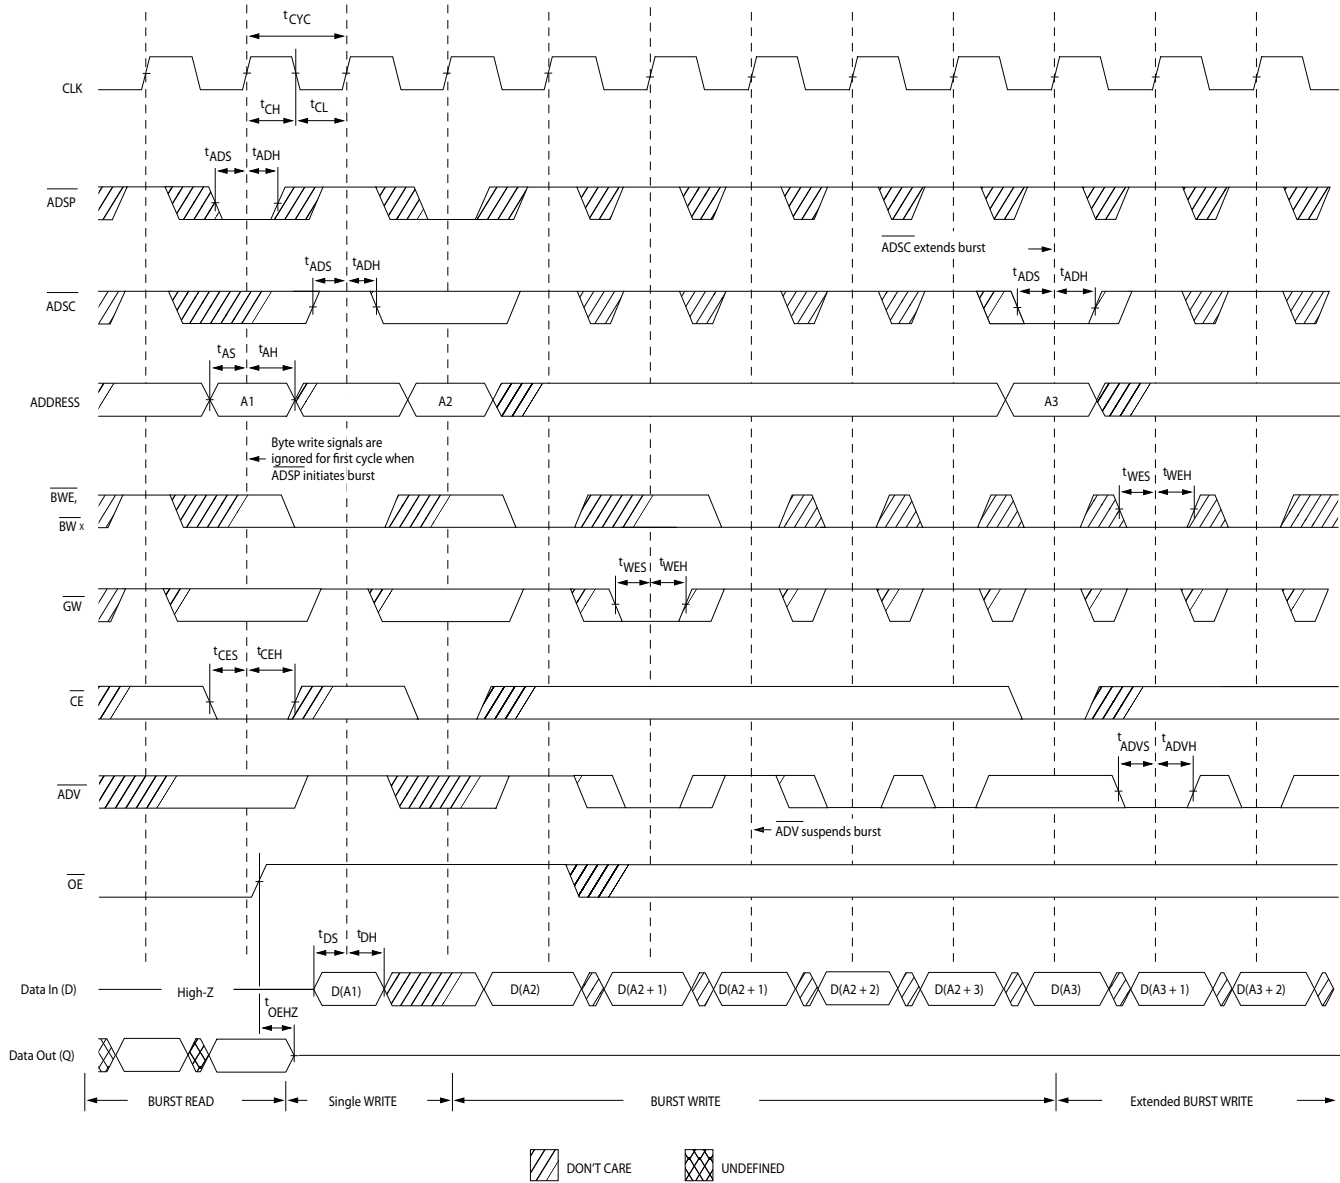 tCYC
CLK
tCH
tCL
tADS
tADH
ADSP
ADSC extends burst
tADS
tADH
tADS
tADH
ADSC
tAS
tAH
ADDRESS
A1
A2
A3
Byte write signals are
ignored for first cycle when
ADSP initiates burst
tWES
tWEH
BWE,
BW X
tWES
tWEH
GW
tCES
tCEH
CE
tADVS
tADVH
ADV
ADV suspends burst
OE
tDS
tDH
Data In (D)
High-Z
D(A1)
D(A2)
D(A2 + 1)
D(A2 + 1)
D(A2 + 2)
D(A2 + 3)
D(A3)
D(A3 + 1)
D(A3 + 2)
tOEHZ
Data Out (Q)
BURST READ
Single WRITE
BURST WRITE
Extended BURST WRITE
DON'T CARE
UNDEFINED